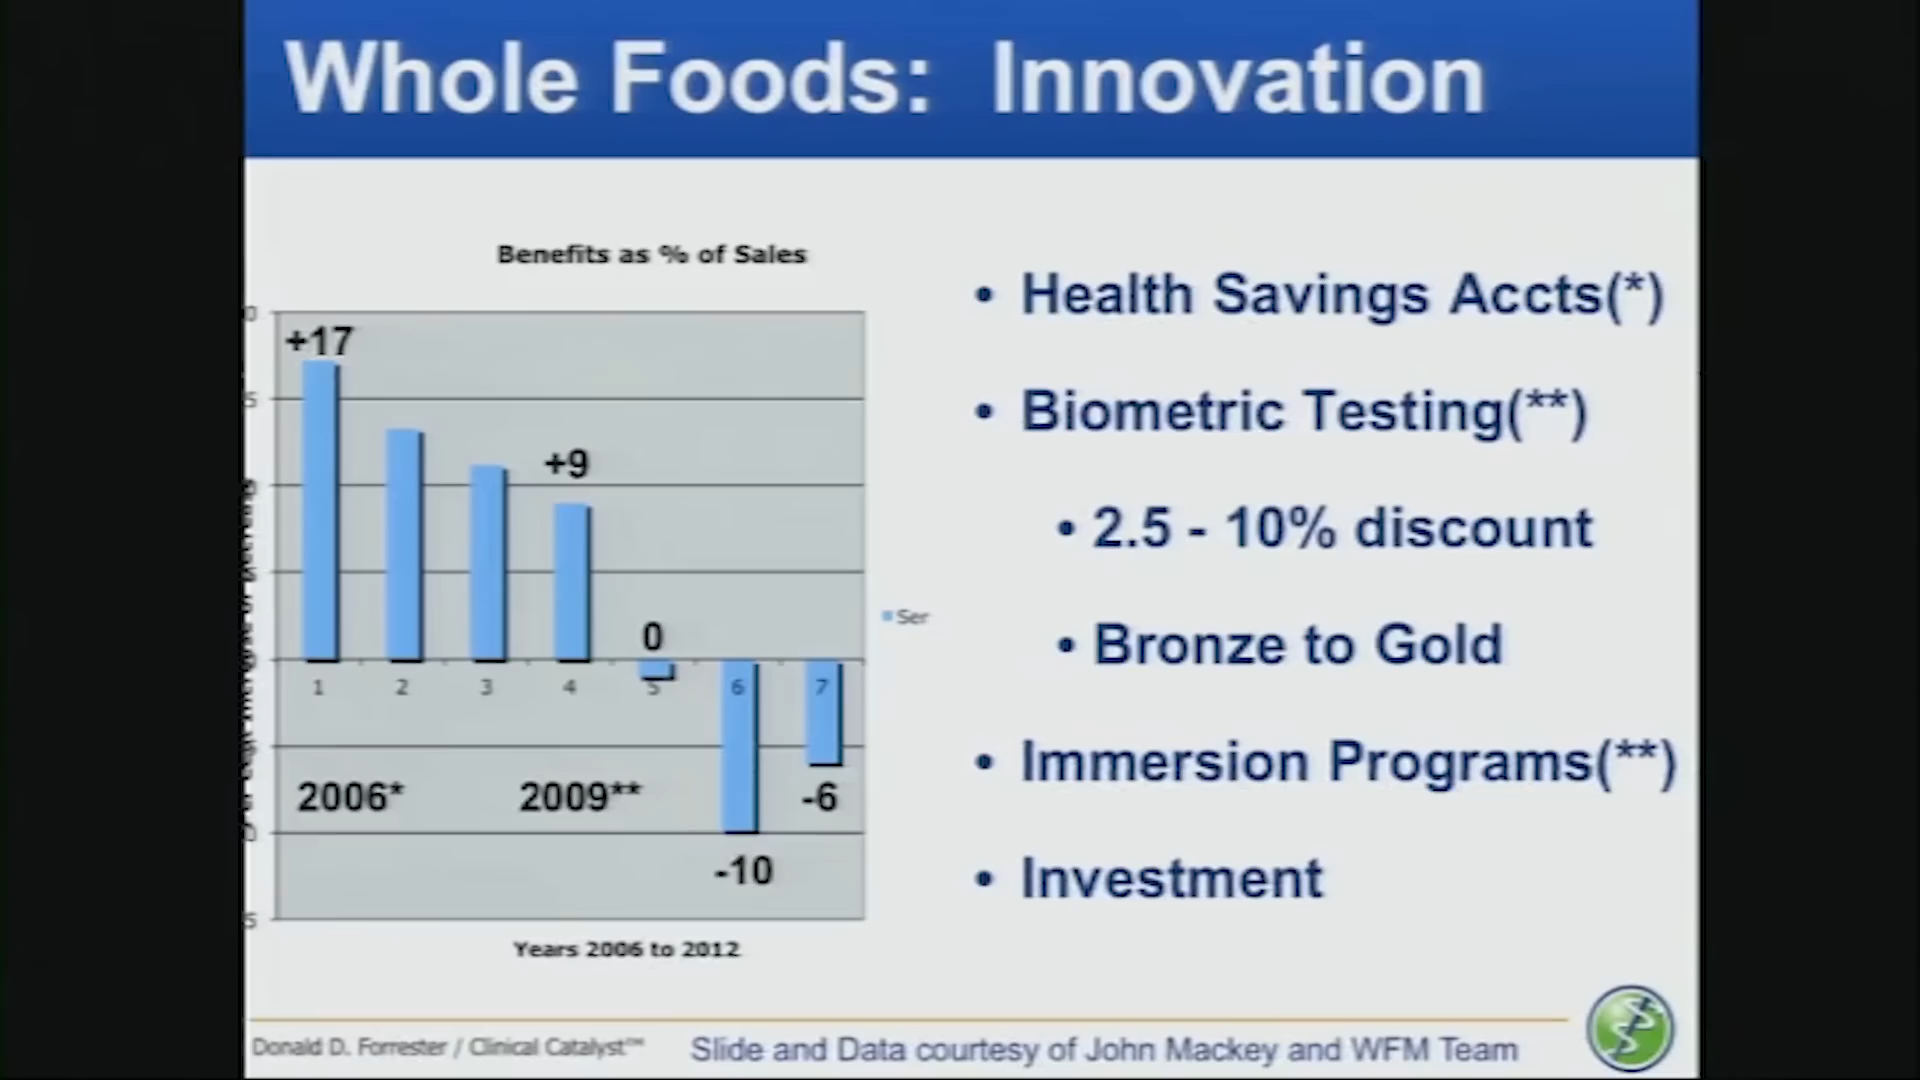 Whole Foods: Innovation
Benefits as % of Sales
+17
+9
0
1
2
3
4
5
6
7
2006*
2009**
-6
-10
Ser
Years 2006 to 2012
• Health Savings Accts(*)
• Biometric Testing(**)
• 2.5 - 10% discount
• Bronze to Gold
• Immersion Programs(**)
• Investment
Donald D. Forrester / Clinical Catalyst™
Slide and Data courtesy of John Mackey and WFM Team